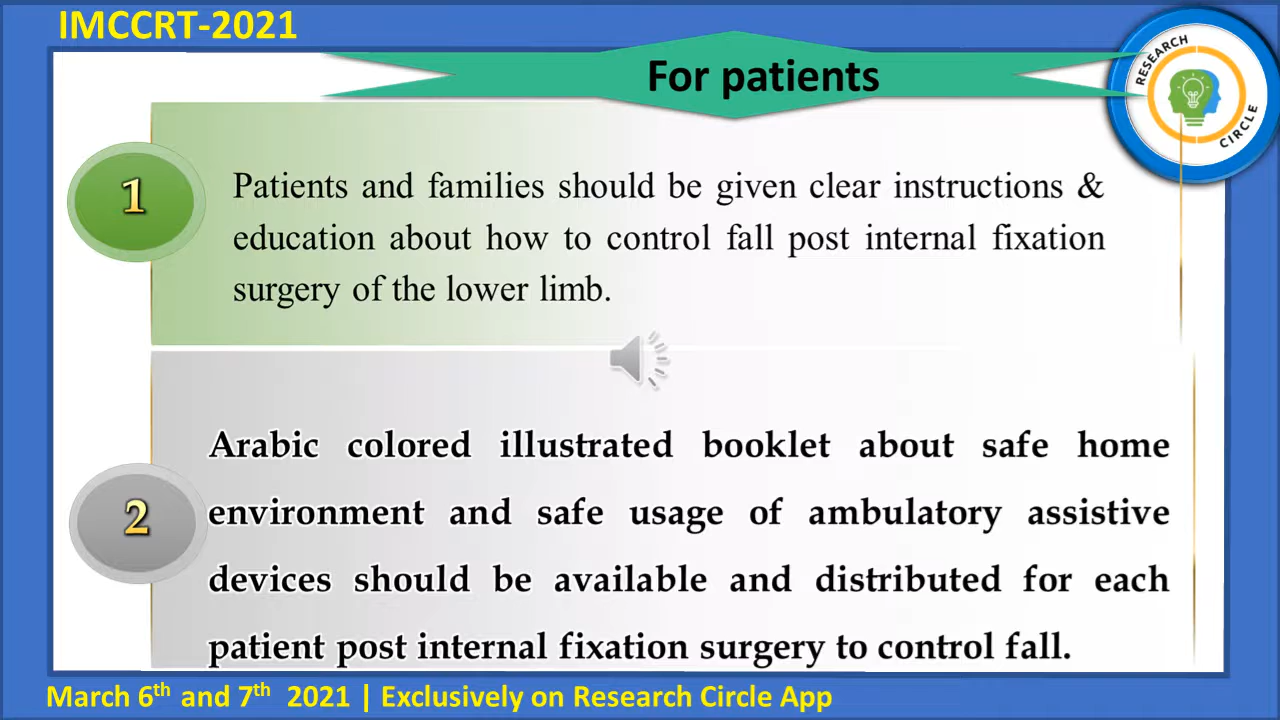 IMCCRT-2021
For patients
RESEARCH
CIRCLE
1
Patients and families should be given clear instructions &
education about how to control fall post internal fixation
surgery of the lower limb.
2
Arabic colored illustrated booklet about safe home
environment and safe usage of ambulatory assistive
devices should be available and distributed for each
patient post internal fixation surgery to control fall.
March 6th and 7th 2021 | Exclusively on Research Circle App